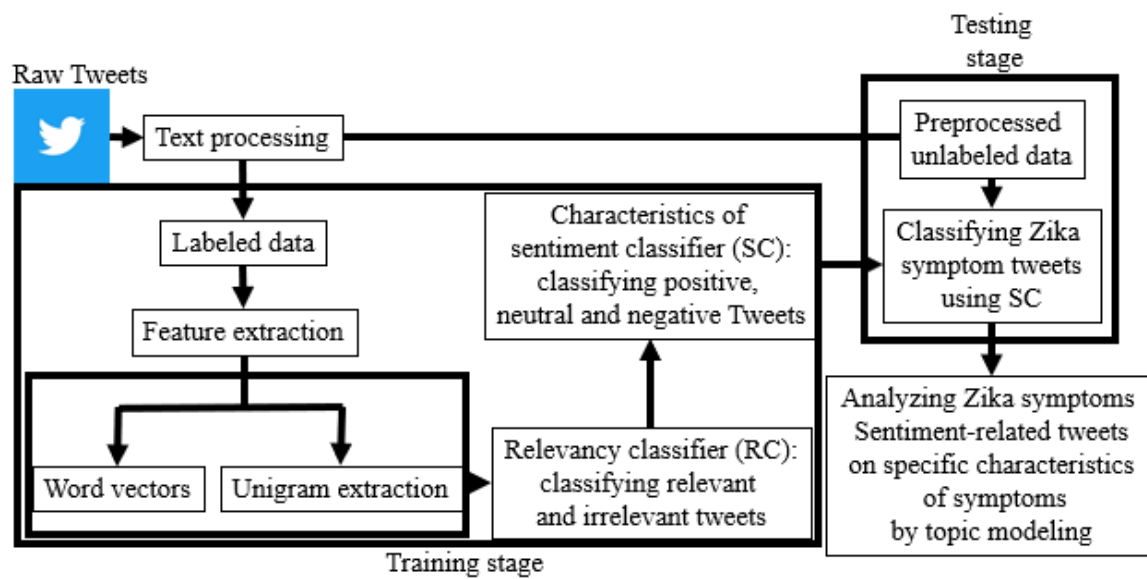 Testing
stage
Raw Tweets
Text processing
Preprocessed
unlabeled data
Labeled data
Characteristics of
sentiment classifier (SC):
classifying positive,
neutral and negative Tweets
Classifying Zika
symptom tweets
using SC
Feature extraction
Word vectors
Unigram extraction
Relevancy classifier (RC):
classifying relevant
and irrelevant tweets
Analyzing Zika symptoms
Sentiment-related tweets
on specific characteristics
of symptoms
by topic modeling
Training stage